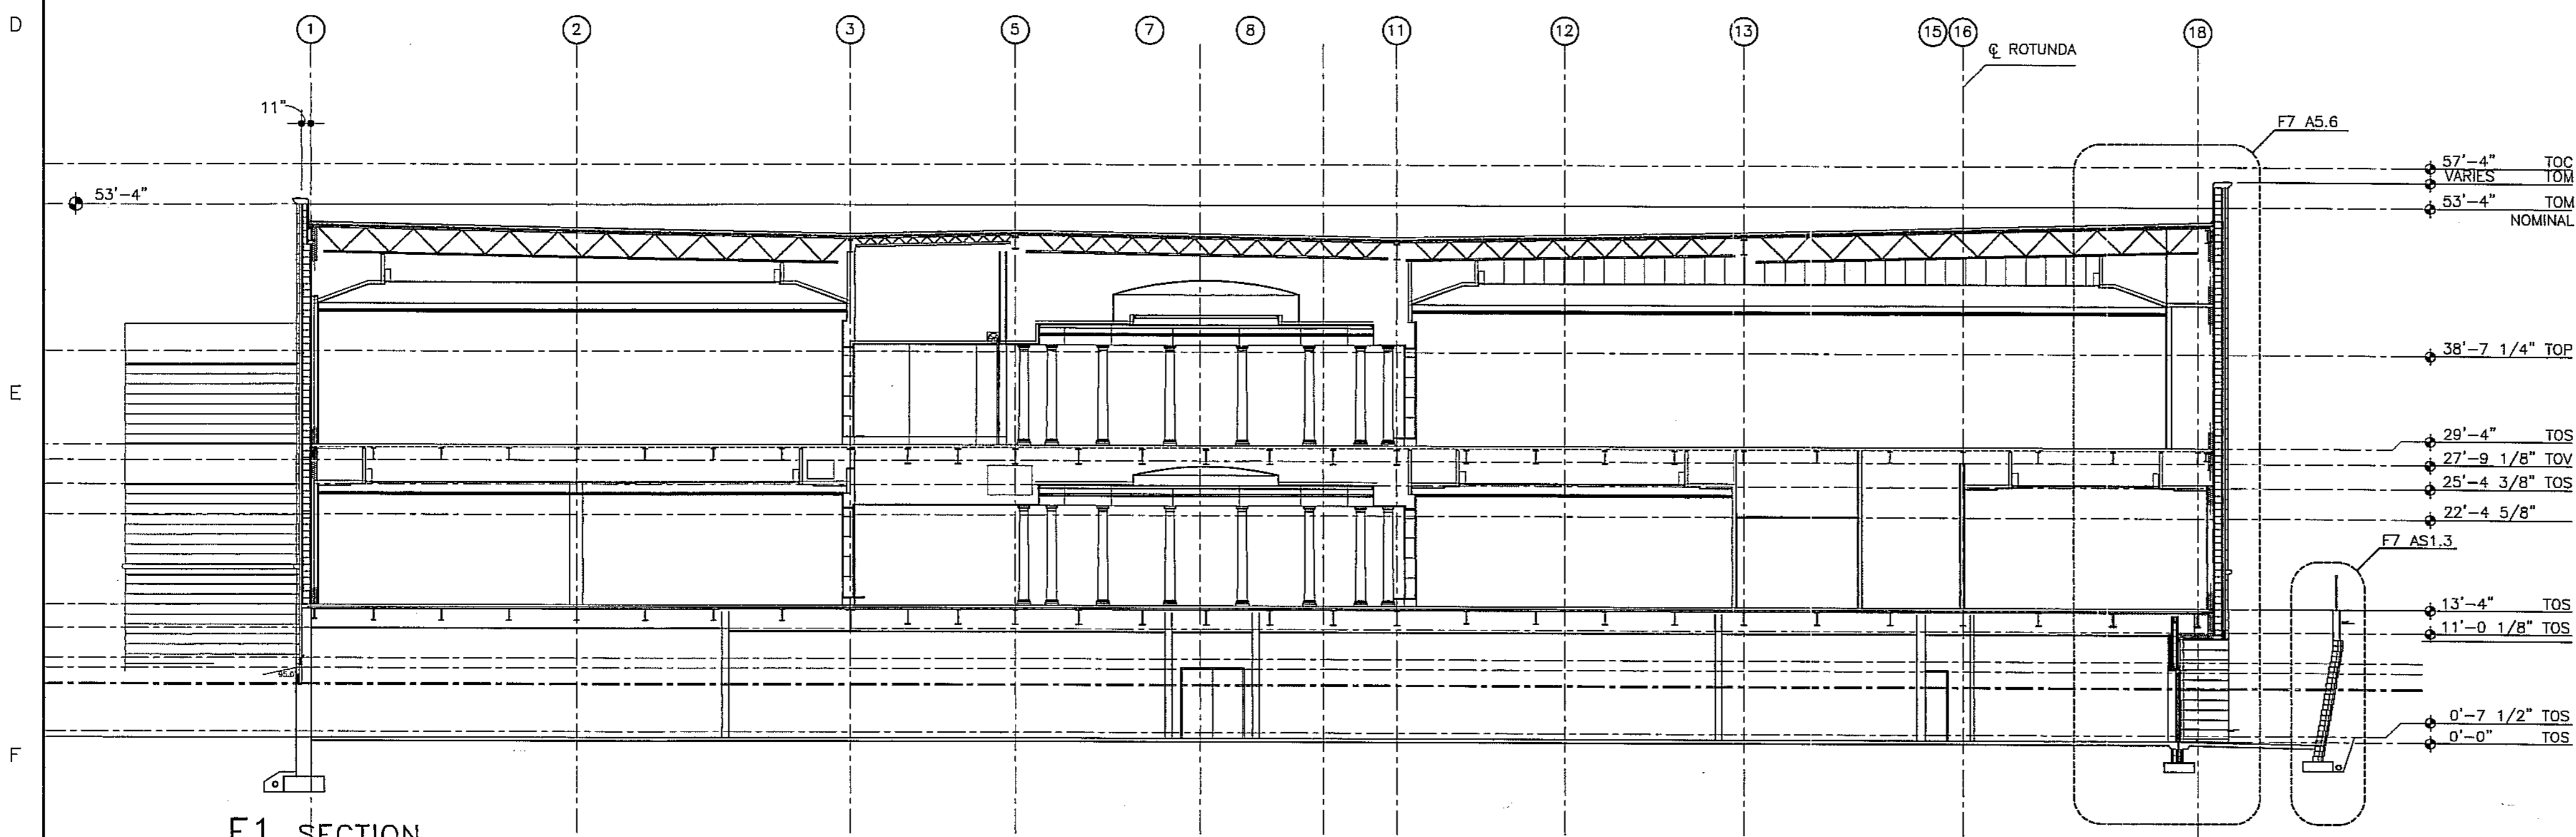 D
1 2 3 5 7 8 11 12 13 15 16 18
℄ ROTUNDA
11"
F7 A5.6
57'-4" TOC
VARIES TOM
53'-4"
53'-4" TOM
NOMINAL
38'-7 1/4" TOP
E
29'-4" TOS
27'-9 1/8" TOV
25'-4 3/8" TOS
22'-4 5/8"
F7 AS1.3
13'-4" TOS
11'-0 1/8" TOS
95.0
0'-7 1/2" TOS
0'-0" TOS
F
F1 SECTION